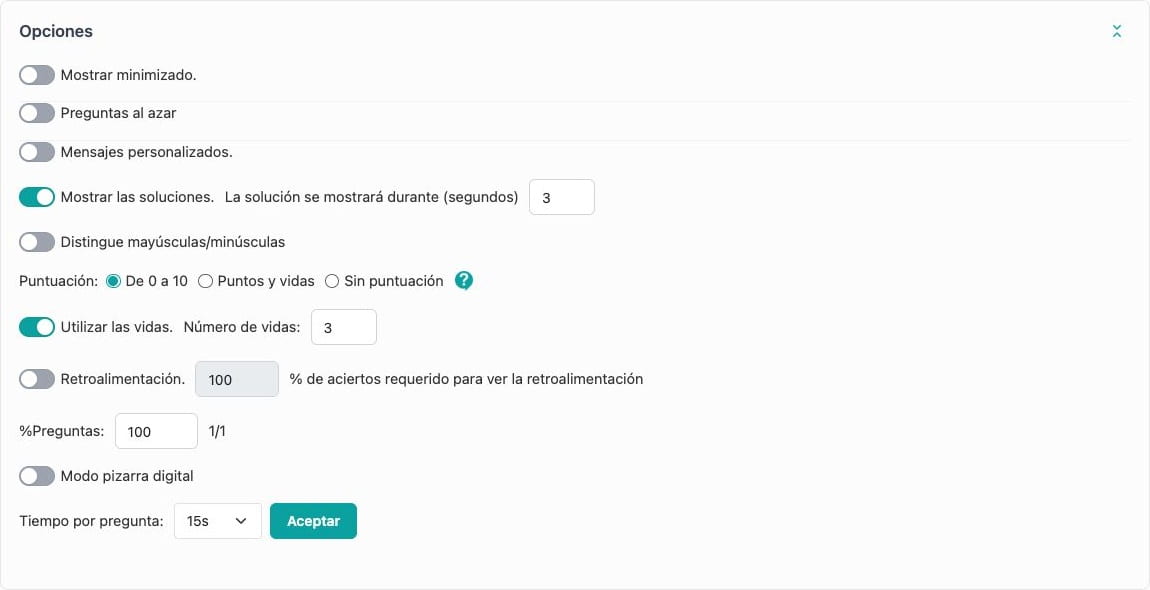 Opciones
Mostrar minimizado.
Preguntas al azar
Mensajes personalizados.
Mostrar las soluciones. La solución se mostrará durante (segundos) 3
Distingue mayúsculas/minúsculas
Puntuación: De 0 a 10 Puntos y vidas Sin puntuación ?
Utilizar las vidas. Número de vidas: 3
Retroalimentación. 100 % de aciertos requerido para ver la retroalimentación
%Preguntas: 100 1/1
Modo pizarra digital
Tiempo por pregunta: 15s Aceptar